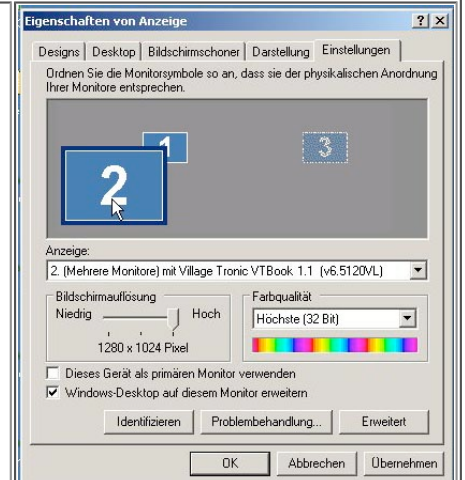 Eigenschaften von Anzeige
Designs Desktop Bildschirmschoner Darstellung Einstellungen
Ordnen Sie die Monitorsymbole so an, dass sie der physikalischen Anordnung
Ihrer Monitore entsprechen.
1
3
2
Anzeige:
2. (Mehrere Monitore) mit Village Tronic VTBook 1.1 (v6.5120VL)
Bildschirmauflösung
Farbqualität
Niedrig Hoch
Höchste (32 Bit)
1280 x 1024 Pixel
Dieses Gerät als primären Monitor verwenden
Windows-Desktop auf diesem Monitor erweitern
Identifizieren Problembehandlung... Erweitert
OK Abbrechen Übernehmen